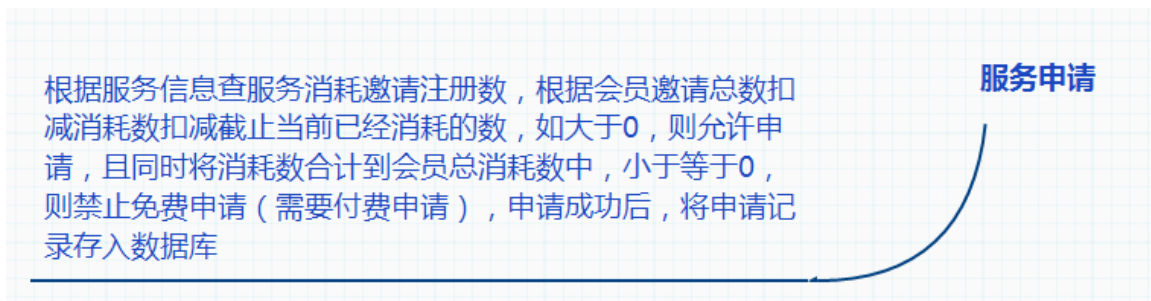 根据服务信息查服务消耗邀请注册数，根据会员邀请总数扣
减消耗数扣减截止当前已经消耗的数，如大于0，则允许申
请，且同时将消耗数合计到会员总消耗数中，小于等于0，
则禁止免费申请（需要付费申请），申请成功后，将申请记
录存入数据库
服务申请